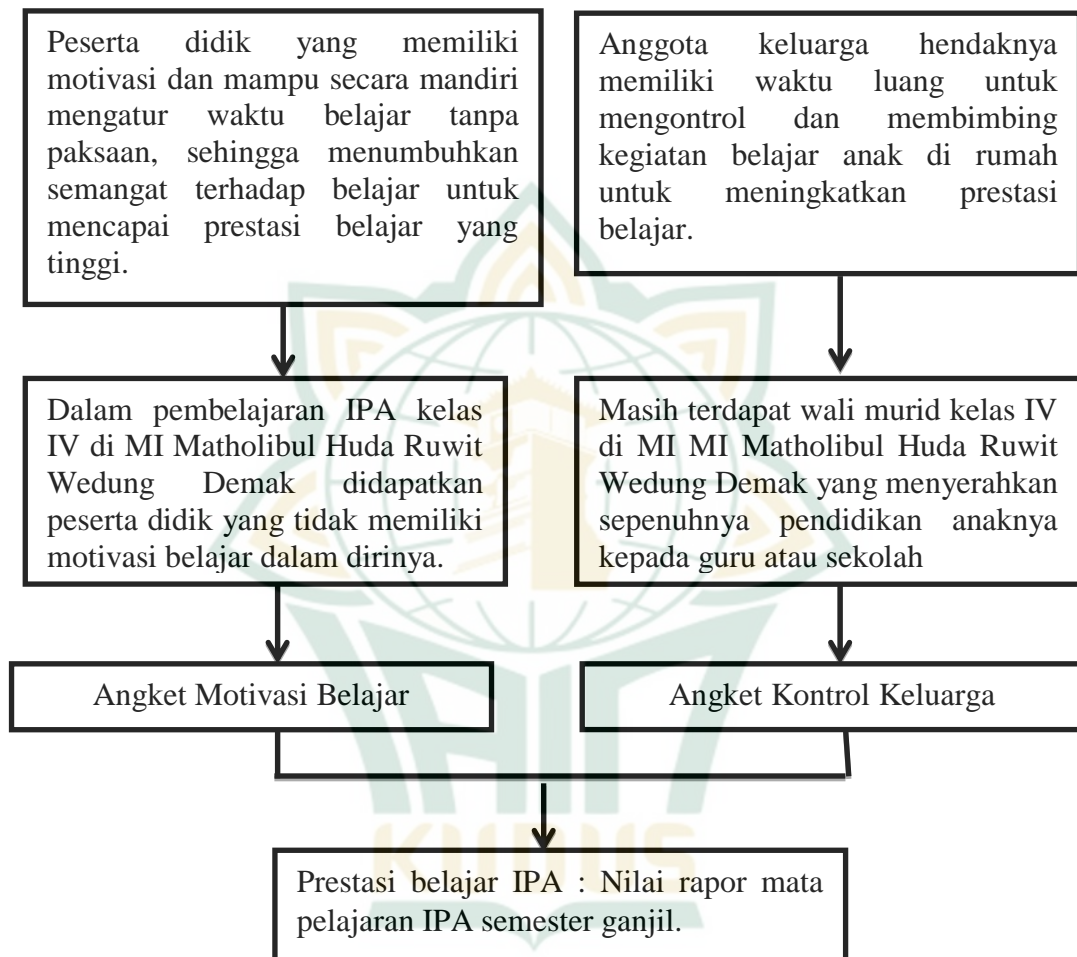 Peserta didik yang memiliki
motivasi dan mampu secara mandiri
mengatur waktu belajar tanpa
paksaan, sehingga menumbuhkan
semangat terhadap belajar untuk
mencapai prestasi belajar yang
tinggi.
Anggota keluarga hendaknya
memiliki waktu luang untuk
mengontrol dan membimbing
kegiatan belajar anak di rumah
untuk meningkatkan prestasi
belajar.
Dalam pembelajaran IPA kelas
IV di MI Matholibul Huda Ruwit
Wedung Demak didapatkan
peserta didik yang tidak memiliki
motivasi belajar dalam dirinya.
Masih terdapat wali murid kelas IV
di MI MI Matholibul Huda Ruwit
Wedung Demak yang menyerahkan
sepenuhnya pendidikan anaknya
kepada guru atau sekolah
Angket Motivasi Belajar
Angket Kontrol Keluarga
Prestasi belajar IPA : Nilai rapor mata
pelajaran IPA semester ganjil.
IAIN
KUDUS